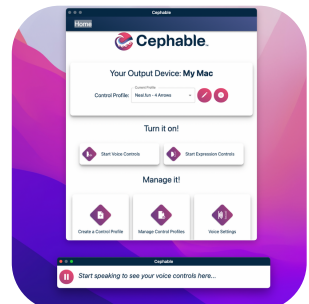 Cephable
Home
Cephable™
Your Output Device: My Mac
Control Profile
Control Profile:
Neal.fun - 4 Arrows
Turn it on!
Start Voice Controls
Start Expression Controls
Manage it!
Create a Control Profile
Manage Control Profiles
Voice Settings
Cephable
Start speaking to see your voice controls here...